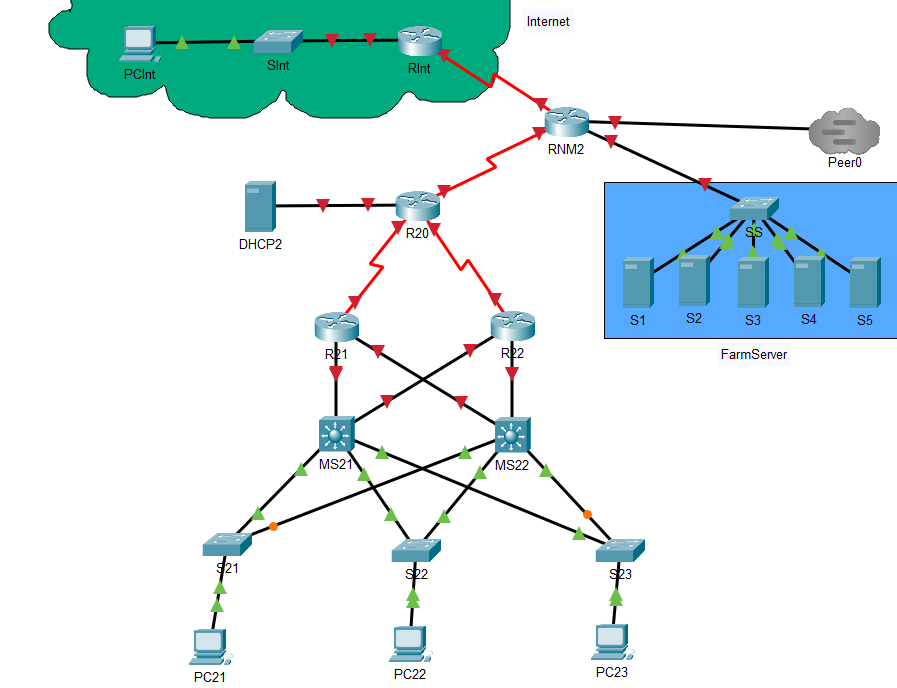 Internet
PCInt
SInt
RInt
RNM2
Peer0
DHCP2
R20
SS
S1
S2
S3
S4
S5
FarmServer
R21
R22
MS21
MS22
S21
S22
S23
PC21
PC22
PC23